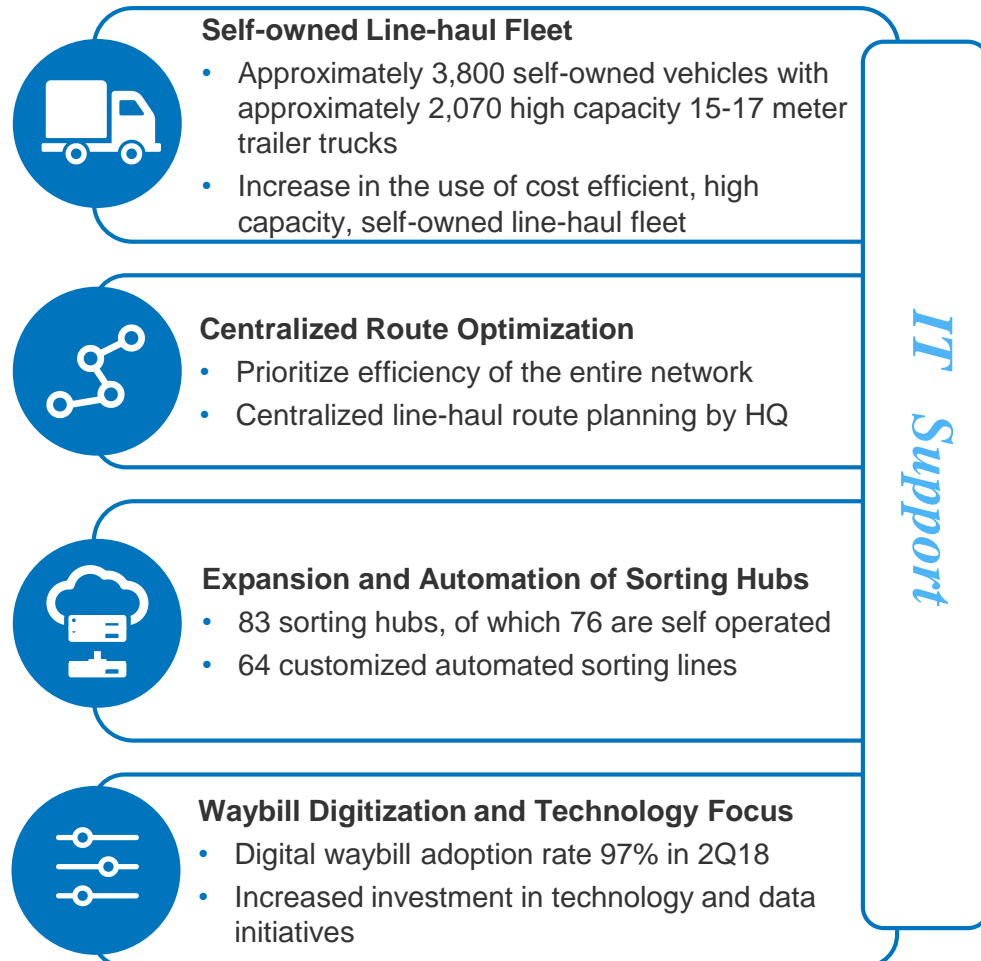 Self-owned Line-haul Fleet
• Approximately 3,800 self-owned vehicles with
approximately 2,070 high capacity 15-17 meter
trailer trucks
• Increase in the use of cost efficient, high
capacity, self-owned line-haul fleet
Centralized Route Optimization
• Prioritize efficiency of the entire network
• Centralized line-haul route planning by HQ
Expansion and Automation of Sorting Hubs
• 83 sorting hubs, of which 76 are self operated
• 64 customized automated sorting lines
Waybill Digitization and Technology Focus
• Digital waybill adoption rate 97% in 2Q18
• Increased investment in technology and data
initiatives
IT Support